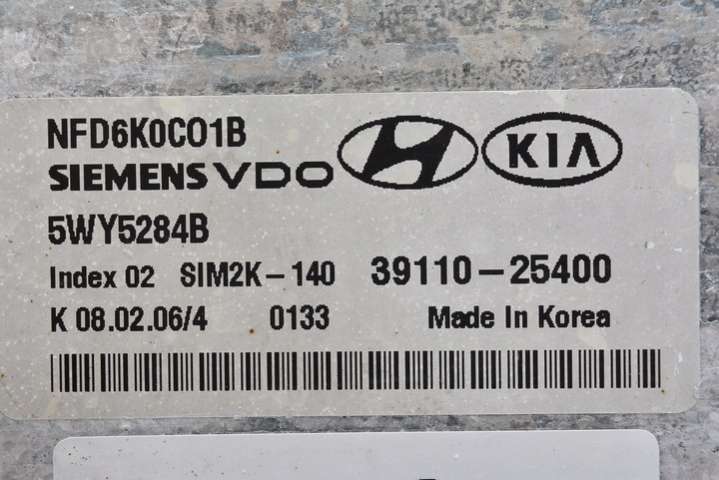 NFD6K0C01B
SIEMENS VDO
KIA
5WY5284B
Index 02 SIM2K-140 39110-25400
K 08.02.06/4 0133 Made In Korea